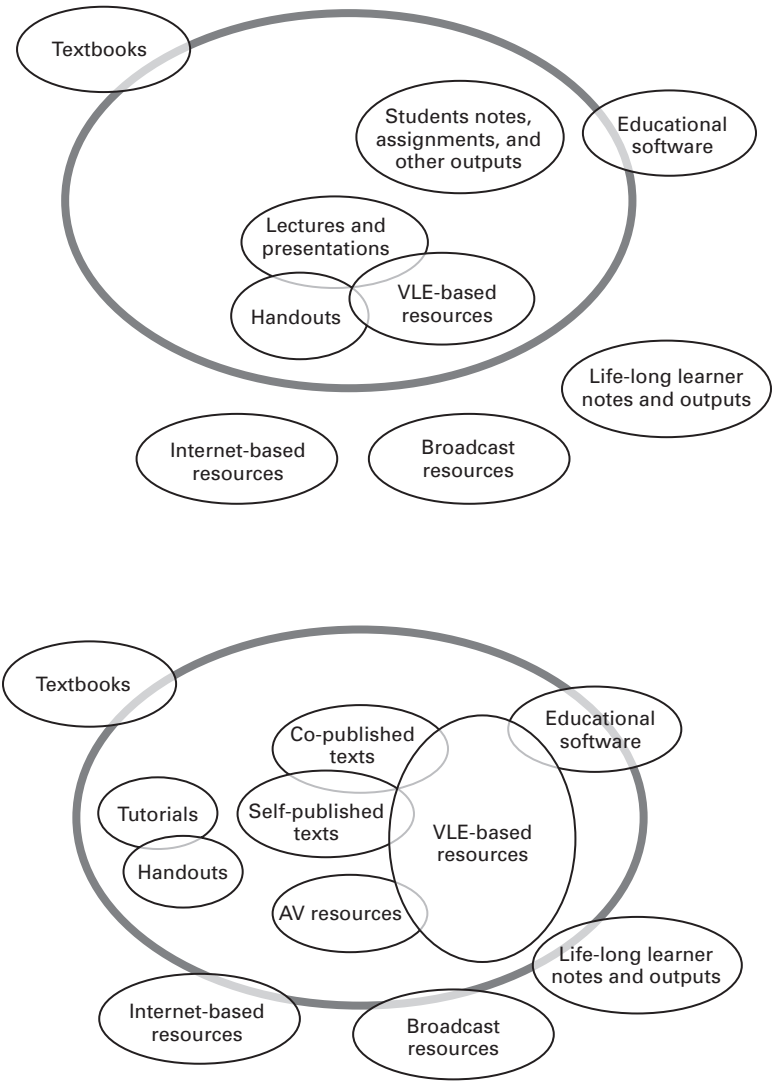 Textbooks
Students notes,
assignments, and
other outputs
Educational
software
Lectures and
presentations
Handouts
VLE-based
resources
Life-long learner
notes and outputs
Internet-based
resources
Broadcast
resources
Textbooks
Co-published
texts
Educational
software
Tutorials
Self-published
texts
VLE-based
resources
Handouts
AV resources
Life-long learner
notes and outputs
Internet-based
resources
Broadcast
resources